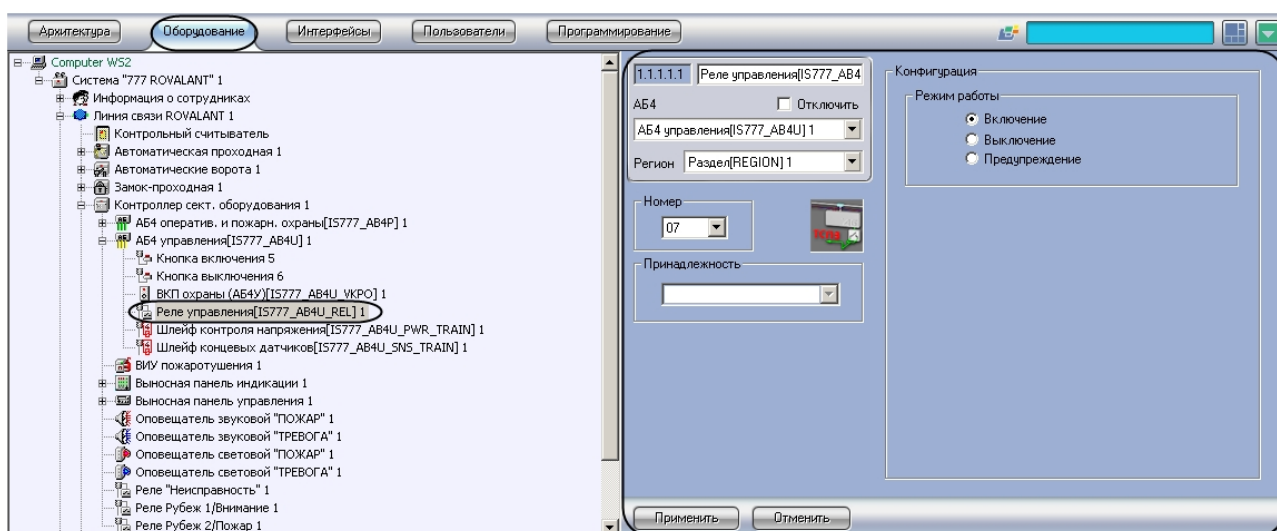 Архитектура Оборудование Интерфейсы Пользователи Программирование
Computer WS2
Система "777 ROVALANT" 1
Информация о сотрудниках
Линия связи ROVALANT 1
Контрольный считыватель
Автоматическая проходная 1
Автоматические ворота 1
Замок-проходная 1
Контроллер сект. оборудования 1
АБ4 оператив. и пожарн. охраны[IS777_AB4P] 1
АБ4 управления[IS777_AB4U] 1
Кнопка включения 5
Кнопка выключения 6
ВКП охраны (АБ4У)[IS777_AB4U_VKPO] 1
Реле управления[IS777_AB4U_REL] 1
Шлейф контроля напряжения[IS777_AB4U_PWR_TRAIN] 1
Шлейф концевых датчиков[IS777_AB4U_SNS_TRAIN] 1
ВИУ пожаротушения 1
Выносная панель индикации 1
Выносная панель управления 1
Оповещатель звуковой "ПОЖАР" 1
Оповещатель звуковой "ТРЕВОГА" 1
Оповещатель световой "ПОЖАР" 1
Оповещатель световой "ТРЕВОГА" 1
Реле "Неисправность" 1
Реле Рубеж 1/Внимание 1
Реле Рубеж 2/Пожар 1
1.1.1.1.1 Реле управления[IS777_AB4
АБ4 Отключить
АБ4 управления[IS777_AB4U] 1
Регион Раздел[REGION] 1
Номер
07
Принадлежность
Конфигурация
Режим работы
Включение
Выключение
Предупреждение
Применить Отменить